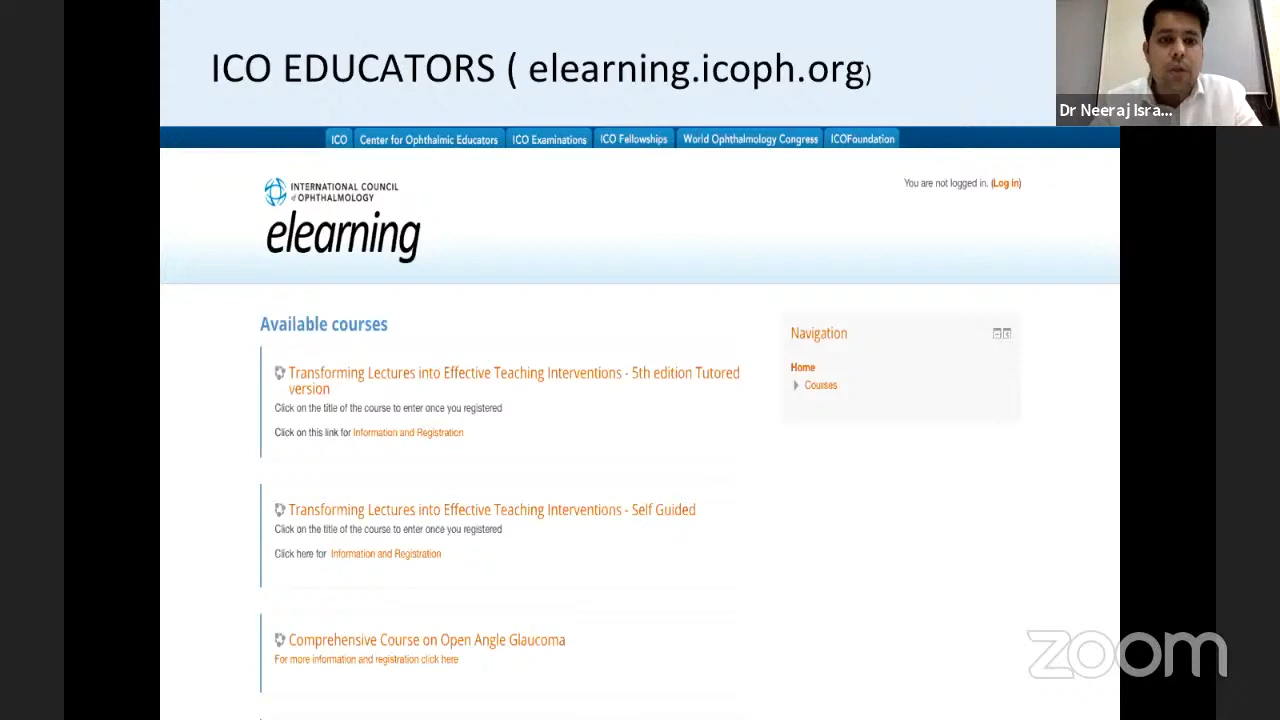 ICO EDUCATORS ( elearning.icoph.org)
Dr Neeraj Isra...
ICO
Center for Ophthalmic Educators
ICO Examinations
ICO Fellowships
World Ophthalmology Congress
ICOFoundation
INTERNATIONAL COUNCIL
of OPHTHALMOLOGY
elearning
You are not logged in. (Log in)
Available courses
Transforming Lectures into Effective Teaching Interventions - 5th edition Tutored
version
Click on the title of the course to enter once you registered
Click on this link for Information and Registration
Transforming Lectures into Effective Teaching Interventions - Self Guided
Click on the title of the course to enter once you registered
Click here for Information and Registration
Comprehensive Course on Open Angle Glaucoma
For more information and registration click here
Navigation
Home
Courses
zoom